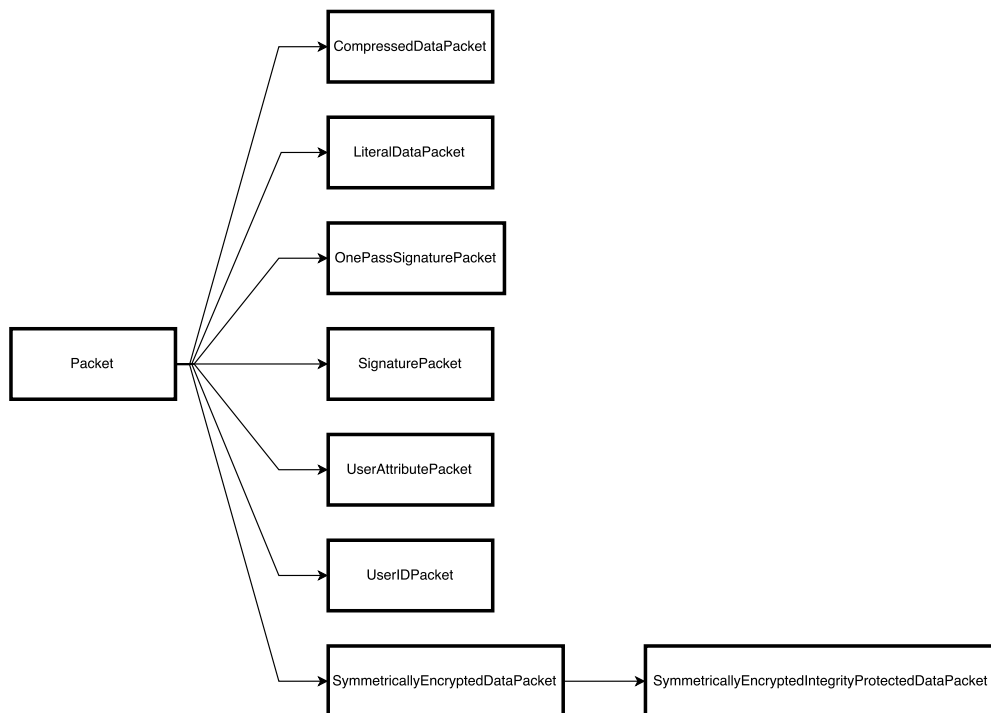 CompressedDataPacket
LiteralDataPacket
OnePassSignaturePacket
Packet
SignaturePacket
UserAttributePacket
UserIDPacket
SymmetricallyEncryptedDataPacket
SymmetricallyEncryptedIntegrityProtectedDataPacket